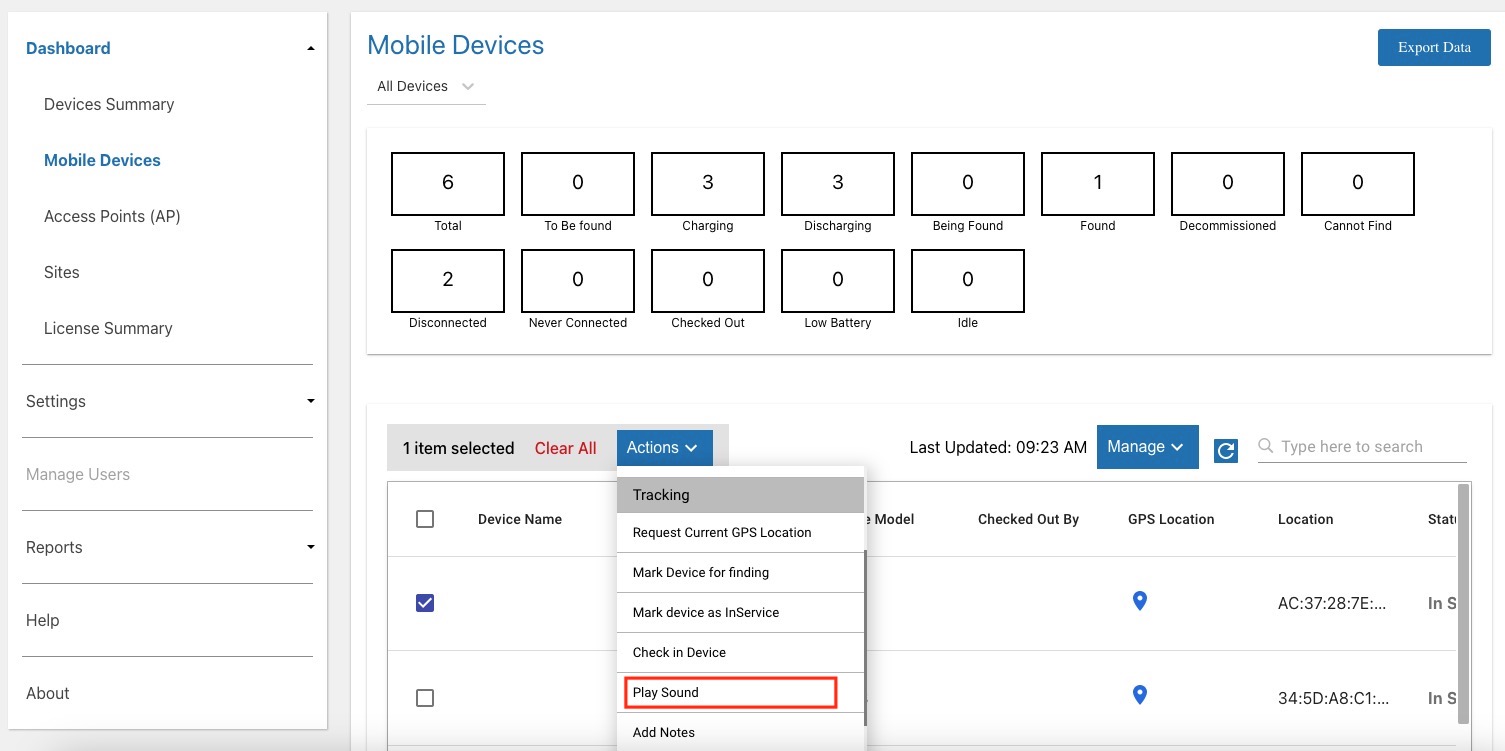 Dashboard
Devices Summary
Mobile Devices
Access Points (AP)
Sites
License Summary
Settings
Manage Users
Reports
Help
About
Mobile Devices
Export Data
All Devices
6 0 3 3 0 1 0 0
Total To Be found Charging Discharging Being Found Found Decommissioned Cannot Find
2 0 0 0 0
Disconnected Never Connected Checked Out Low Battery Idle
1 item selected Clear All Actions Last Updated: 09:23 AM Manage Type here to search
Device Name Model Checked Out By GPS Location Location
Tracking
Request Current GPS Location
Mark Device for finding
Mark device as InService
Check in Device
Play Sound
Add Notes
AC:37:28:7E:... In S
34:5D:A8:C1:... In S